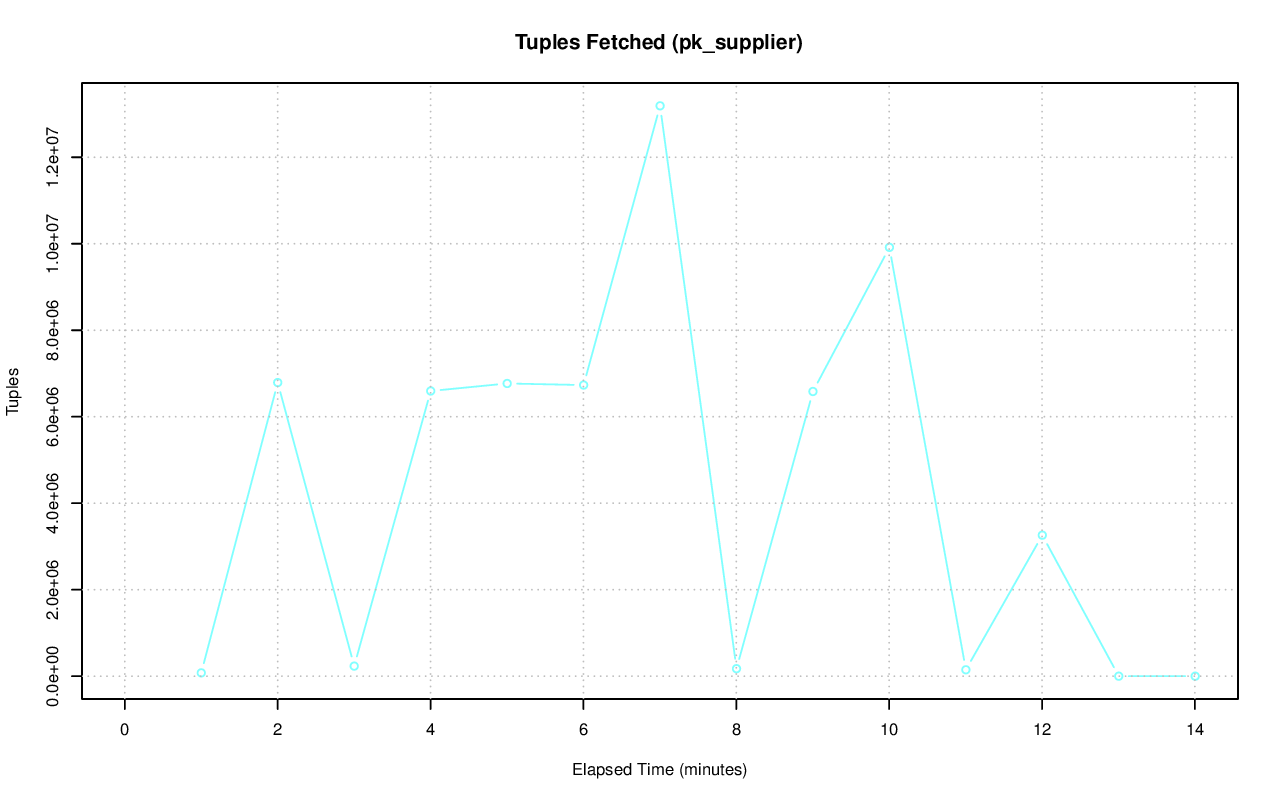 Tuples Fetched (pk_supplier)
Tuples
1.2e+07
1.0e+07
8.0e+06
6.0e+06
4.0e+06
2.0e+06
0.0e+00
0 2 4 6 8 10 12 14
Elapsed Time (minutes)